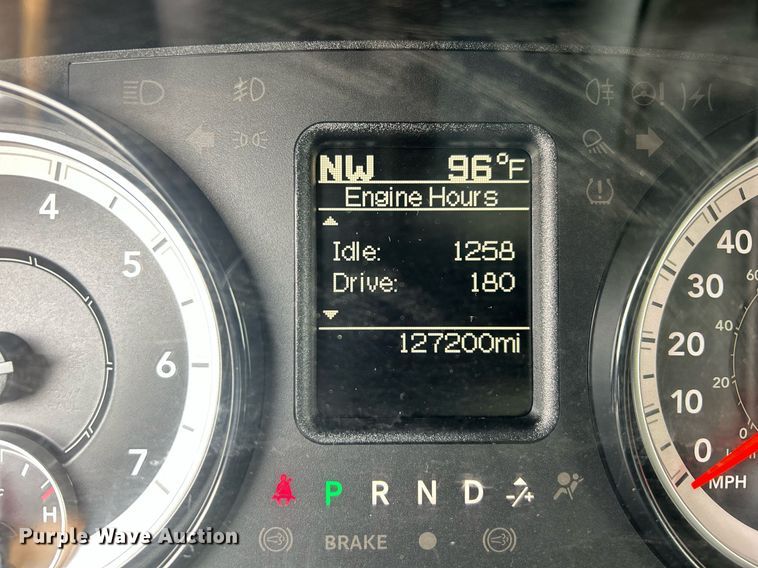 NW 96°F
Engine Hours
Idle: 1258
Drive: 180
127200mi
4
5
6
7
H
40
30
20
10
0
MPH
60
40
20
0
P R N D -/+
BRAKE
Purple Wave Auction